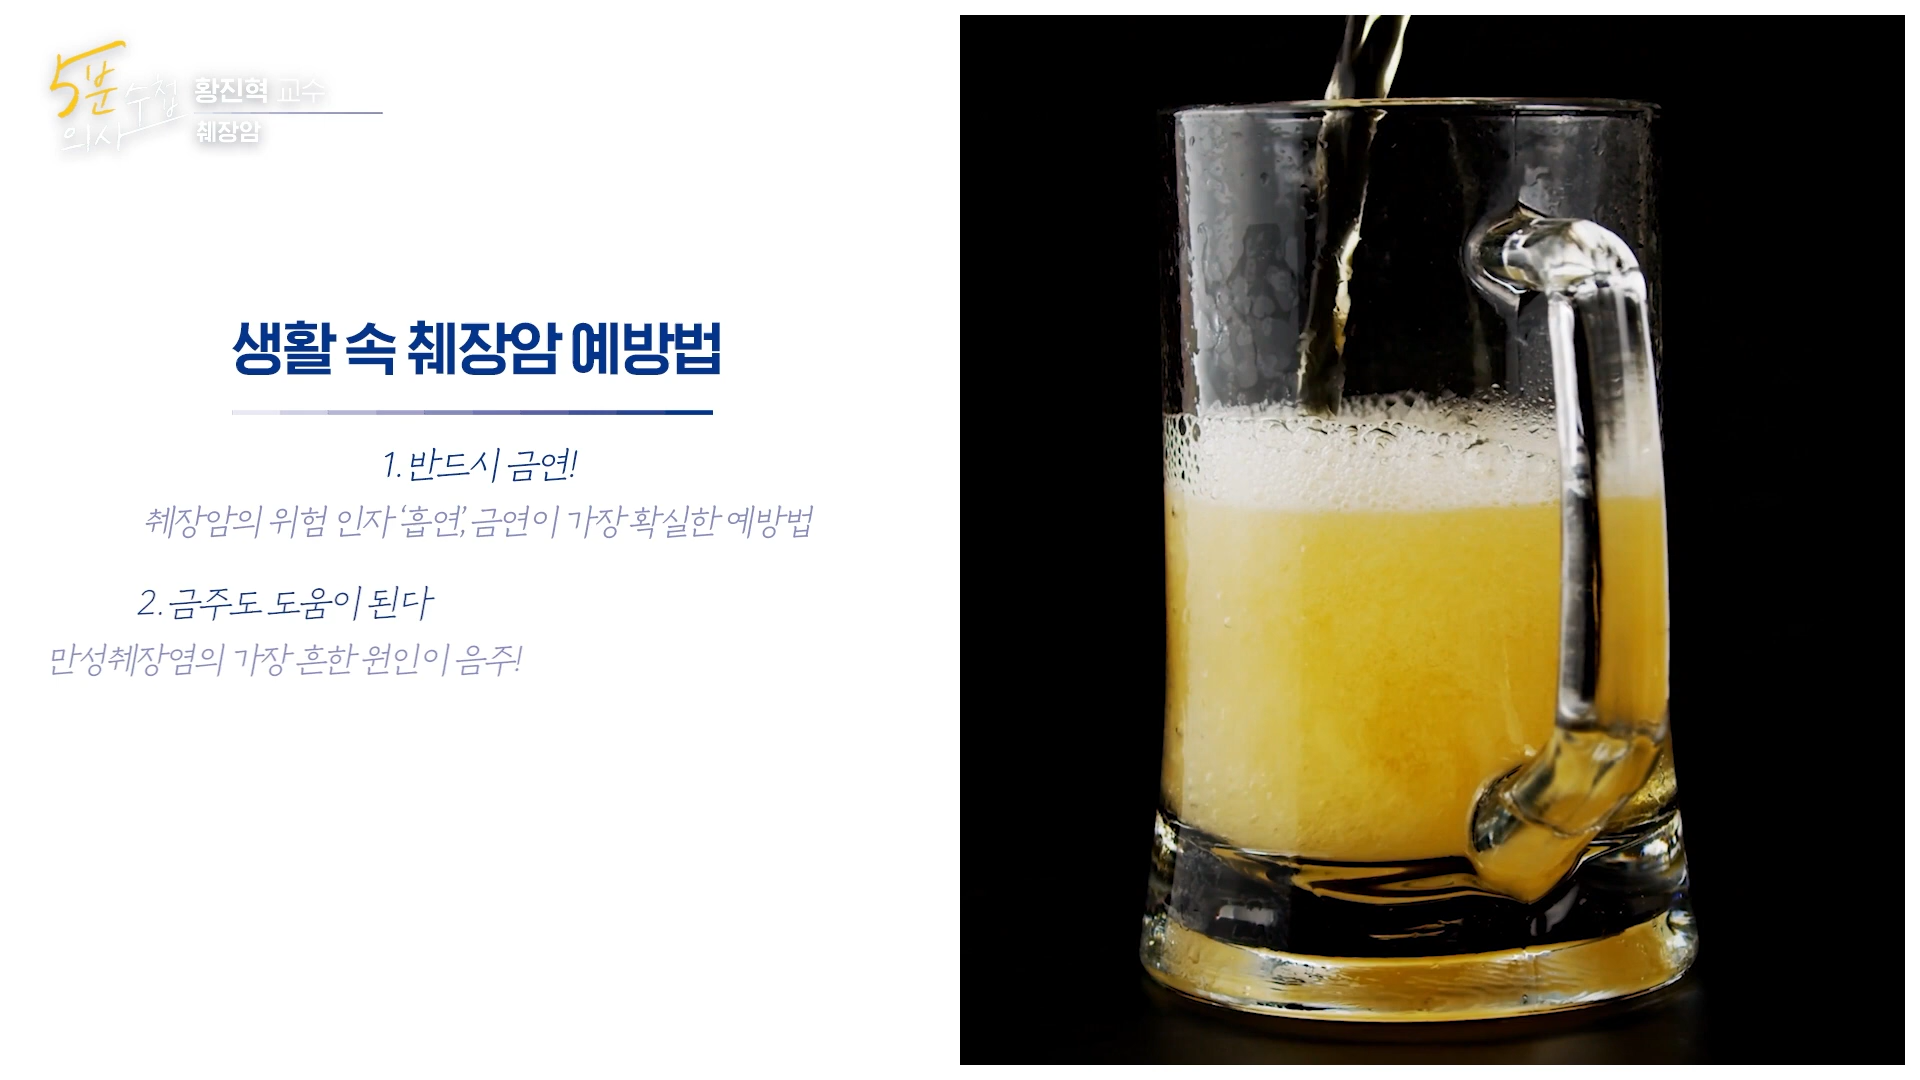 5분
의사수첩
황진혁 교수
췌장암
생활 속 췌장암 예방법
1. 반드시 금연!
췌장암의 위험 인자 ‘흡연’, 금연이 가장 확실한 예방법
2. 금주도 도움이 된다
만성췌장염의 가장 흔한 원인이 음주!